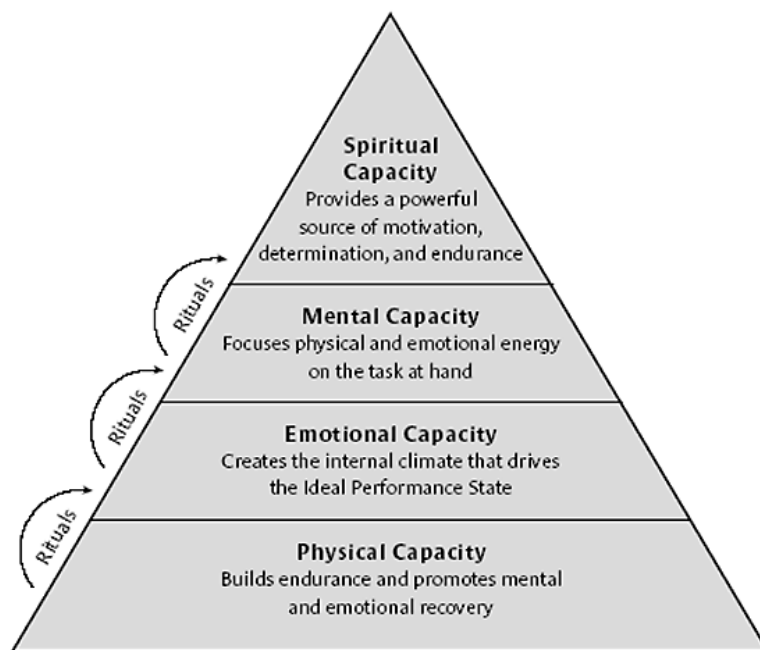 Spiritual
Capacity
Provides a powerful
source of motivation,
determination, and endurance
Rituals
Mental Capacity
Focuses physical and emotional energy
on the task at hand
Rituals
Emotional Capacity
Creates the internal climate that drives
the Ideal Performance State
Rituals
Physical Capacity
Builds endurance and promotes mental
and emotional recovery